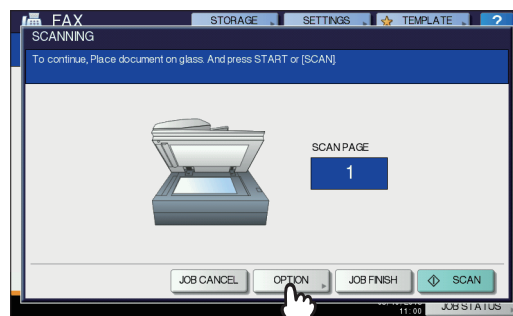 FAX STORAGE SETTINGS TEMPLATE ?
SCANNING
To continue, Place document on glass. And press START or [SCAN].
SCAN PAGE
1
JOB CANCEL OPTION JOB FINISH SCAN
11:00 JOB STATUS